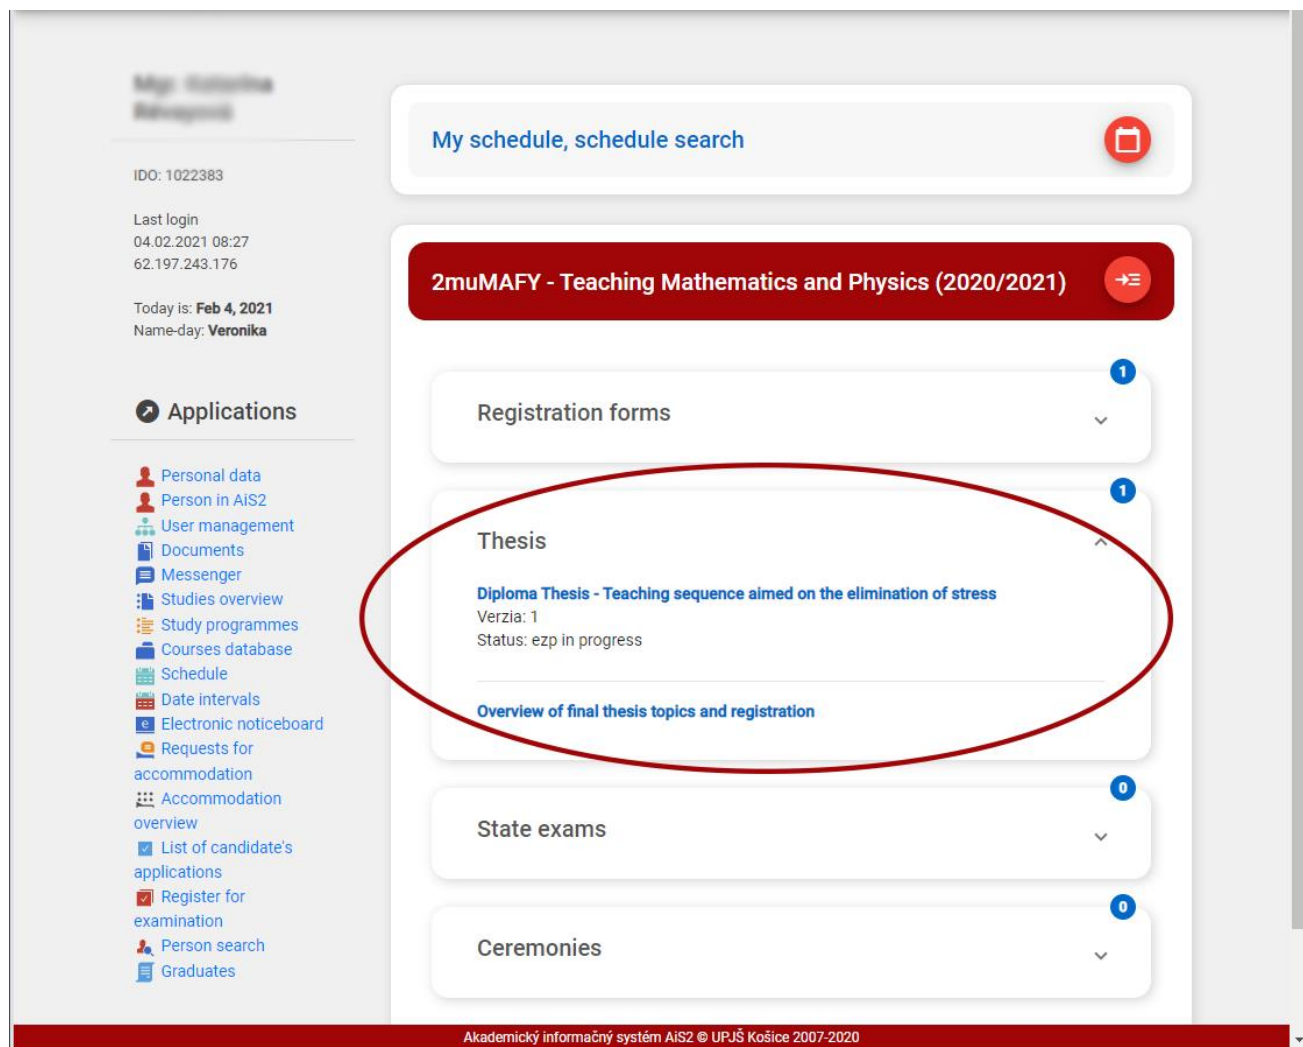 My schedule, schedule search
IDO: 1022383
Last login
04.02.2021 08:27
62.197.243.176
Today is: Feb 4, 2021
Name-day: Veronika
Applications
Personal data
Person in AiS2
User management
Documents
Messenger
Studies overview
Study programmes
Courses database
Schedule
Date intervals
Electronic noticeboard
Requests for
accommodation
Accommodation
overview
List of candidate's
applications
Register for
examination
Person search
Graduates
2muMAFY - Teaching Mathematics and Physics (2020/2021)
1
Registration forms
1
Thesis
Diploma Thesis - Teaching sequence aimed on the elimination of stress
Verzia: 1
Status: ezp in progress
Overview of final thesis topics and registration
0
State exams
0
Ceremonies
Akademický informačný systém AiS2 © UPJŠ Košice 2007-2020